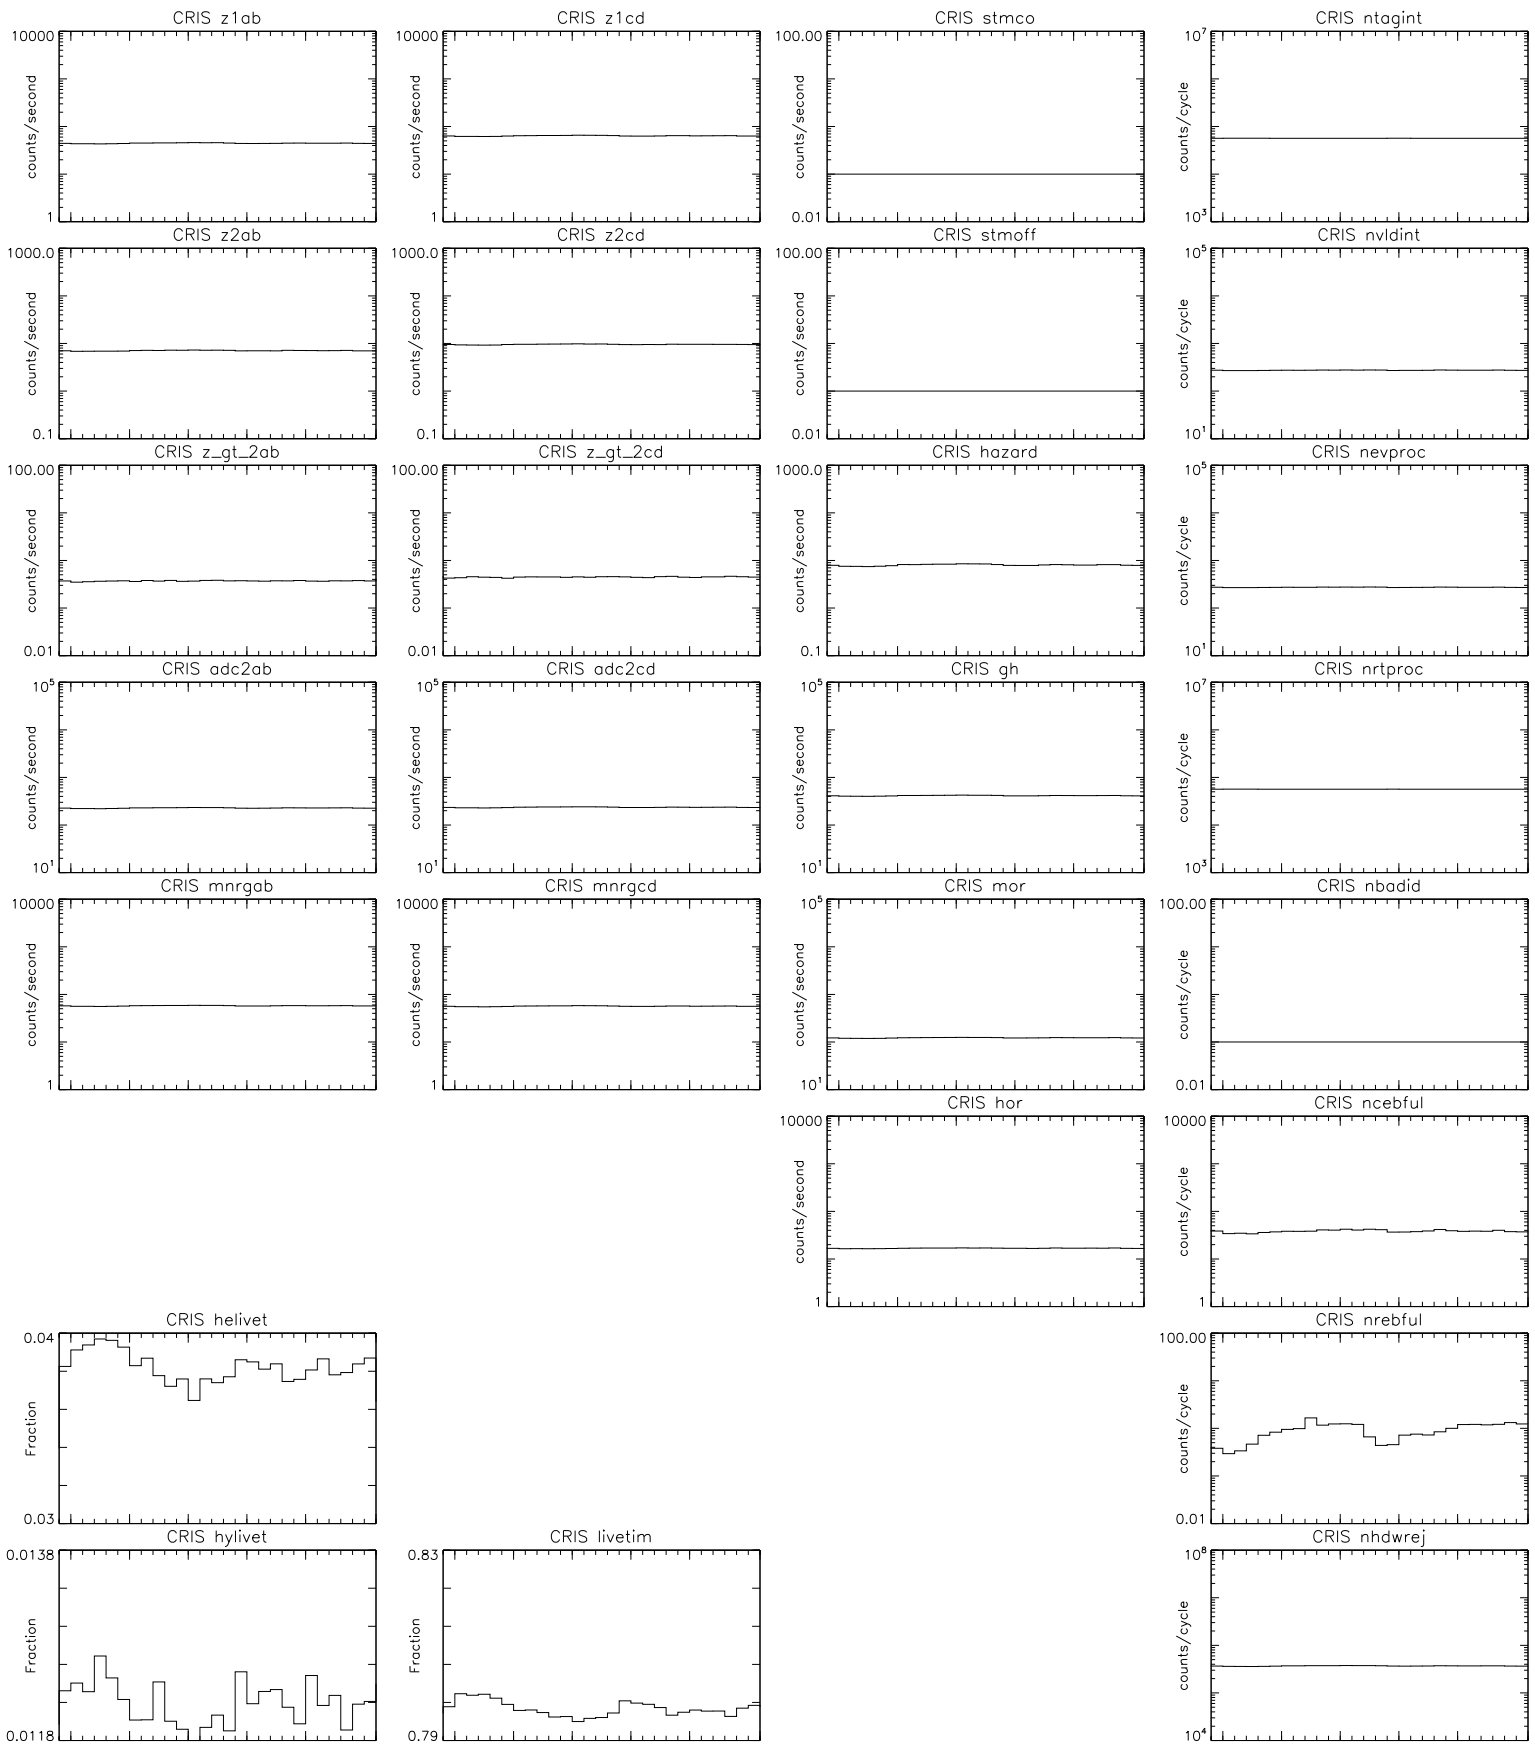 CRIS z1ab CRIS z1cd CRIS stmco CRIS ntagint
10000 10000 100.00 10^7
counts/second counts/second counts/second counts/cycle
1 1 0.01 10^3
CRIS z2ab CRIS z2cd CRIS stmoff CRIS nvldint
1000.0 1000.0 100.00 10^5
counts/second counts/second counts/second counts/cycle
0.1 0.1 0.01 10^1
CRIS z_gt_2ab CRIS z_gt_2cd CRIS hazard CRIS nevproc
100.00 100.00 1000.0 10^5
counts/second counts/second counts/second counts/cycle
0.01 0.01 0.1 10^1
CRIS adc2ab CRIS adc2cd CRIS gh CRIS nrtproc
10^5 10^5 10^5 10^7
counts/second counts/second counts/second counts/cycle
10^1 10^1 10^1 10^3
CRIS mnrgab CRIS mnrgcd CRIS mor CRIS nbadid
10000 10000 10^5 100.00
counts/second counts/second counts/second counts/cycle
1 1 10^1 0.01
CRIS hor CRIS ncebful
10000 10000
counts/second counts/cycle
1 1
CRIS helivet CRIS nrebful
0.04 100.00
Fraction counts/cycle
0.03 0.01
CRIS hylivet CRIS livetim CRIS nhdwrej
0.0138 0.83 10^8
Fraction Fraction counts/cycle
0.0118 0.79 10^4